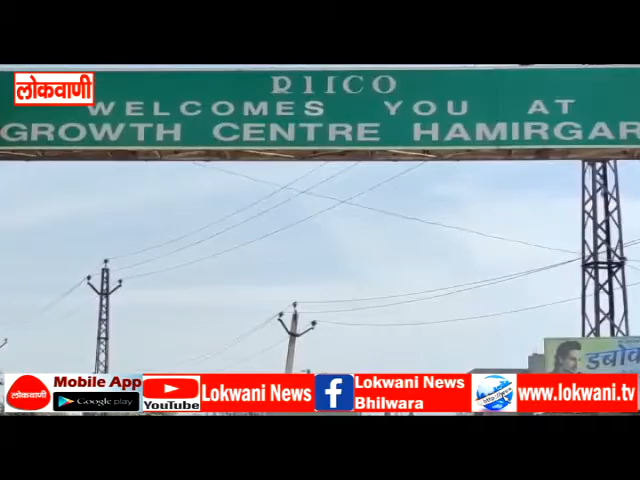 लोकवाणी
RIICO
WELCOMES YOU AT
GROWTH CENTRE HAMIRGAR
लोकवाणी
Mobile App
Google play
YouTube
Lokwani News
f
Lokwani News
Bhilwara
www.lokwani.tv